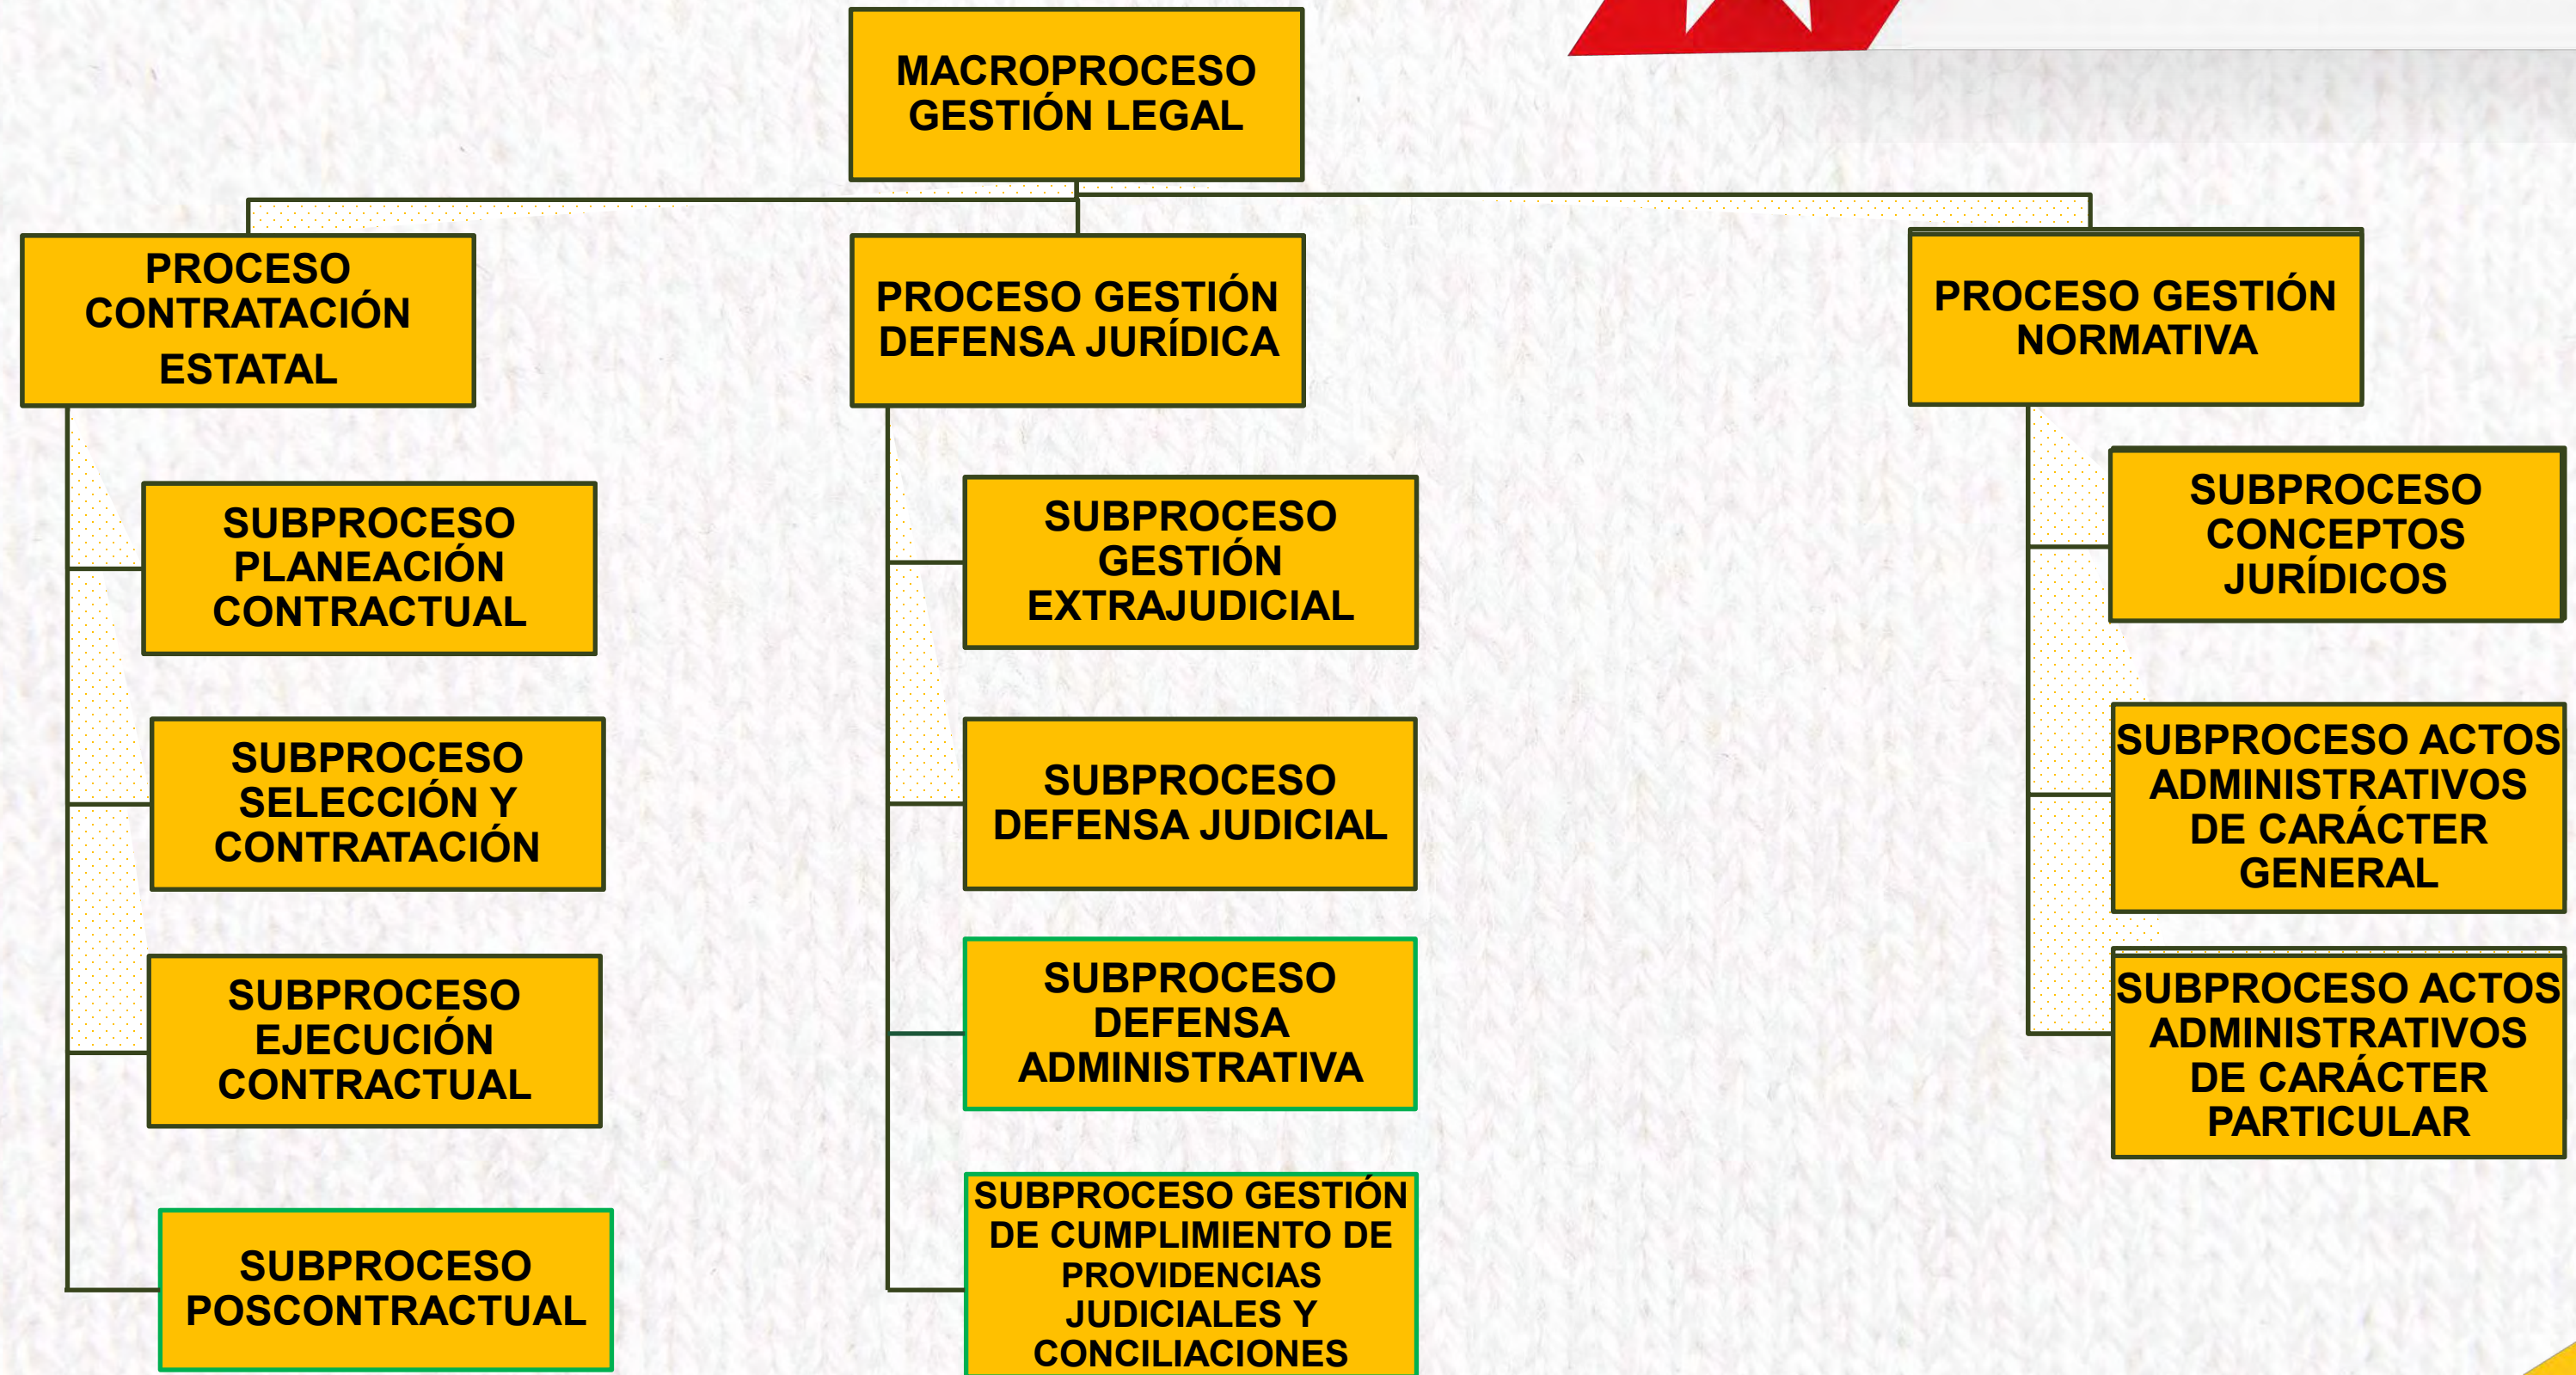 MACROPROCESO
GESTIÓN LEGAL
PROCESO
CONTRATACIÓN
ESTATAL
SUBPROCESO
PLANEACIÓN
CONTRACTUAL
SUBPROCESO
SELECCIÓN Y
CONTRATACIÓN
SUBPROCESO
EJECUCIÓN
CONTRACTUAL
SUBPROCESO
POSCONTRACTUAL
PROCESO GESTIÓN
DEFENSA JURÍDICA
SUBPROCESO
GESTIÓN
EXTRAJUDICIAL
SUBPROCESO
DEFENSA JUDICIAL
SUBPROCESO
DEFENSA
ADMINISTRATIVA
SUBPROCESO GESTIÓN
DE CUMPLIMIENTO DE
PROVIDENCIAS
JUDICIALES Y
CONCILIACIONES
PROCESO GESTIÓN
NORMATIVA
SUBPROCESO
CONCEPTOS
JURÍDICOS
SUBPROCESO ACTOS
ADMINISTRATIVOS
DE CARÁCTER
GENERAL
SUBPROCESO ACTOS
ADMINISTRATIVOS
DE CARÁCTER
PARTICULAR